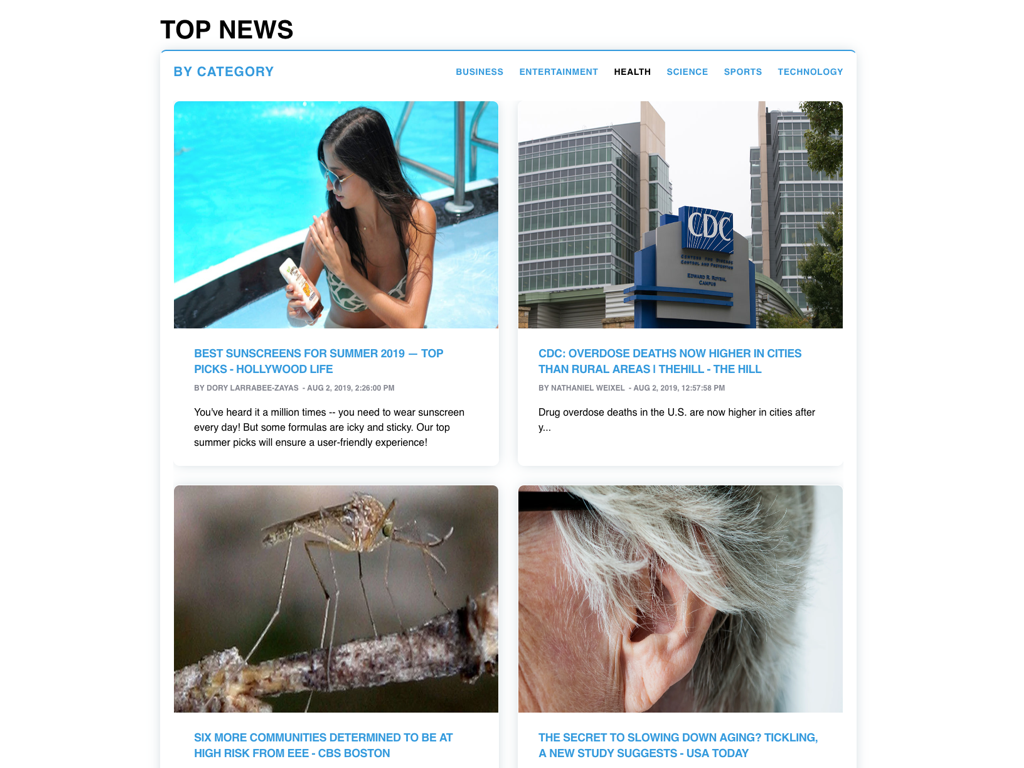 TOP NEWS
BY CATEGORY
BUSINESS ENTERTAINMENT HEALTH SCIENCE SPORTS TECHNOLOGY
CDC
EDWARD R. ROYBAL
CAMPUS
BEST SUNSCREENS FOR SUMMER 2019 — TOP
PICKS - HOLLYWOOD LIFE
BY DORY LARRABEE-ZAYAS - AUG 2, 2019, 2:26:00 PM
You've heard it a million times -- you need to wear sunscreen
every day! But some formulas are icky and sticky. Our top
summer picks will ensure a user-friendly experience!
CDC: OVERDOSE DEATHS NOW HIGHER IN CITIES
THAN RURAL AREAS | THEHILL - THE HILL
BY NATHANIEL WEIXEL - AUG 2, 2019, 12:57:58 PM
Drug overdose deaths in the U.S. are now higher in cities after
y...
SIX MORE COMMUNITIES DETERMINED TO BE AT
HIGH RISK FROM EEE - CBS BOSTON
THE SECRET TO SLOWING DOWN AGING? TICKLING,
A NEW STUDY SUGGESTS - USA TODAY